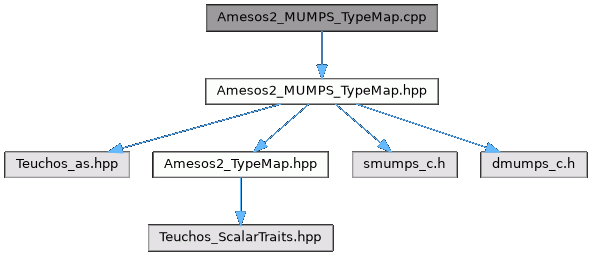 Amesos2_MUMPS_TypeMap.cpp
Amesos2_MUMPS_TypeMap.hpp
Teuchos_as.hpp
Amesos2_TypeMap.hpp
smumps_c.h
dmumps_c.h
Teuchos_ScalarTraits.hpp